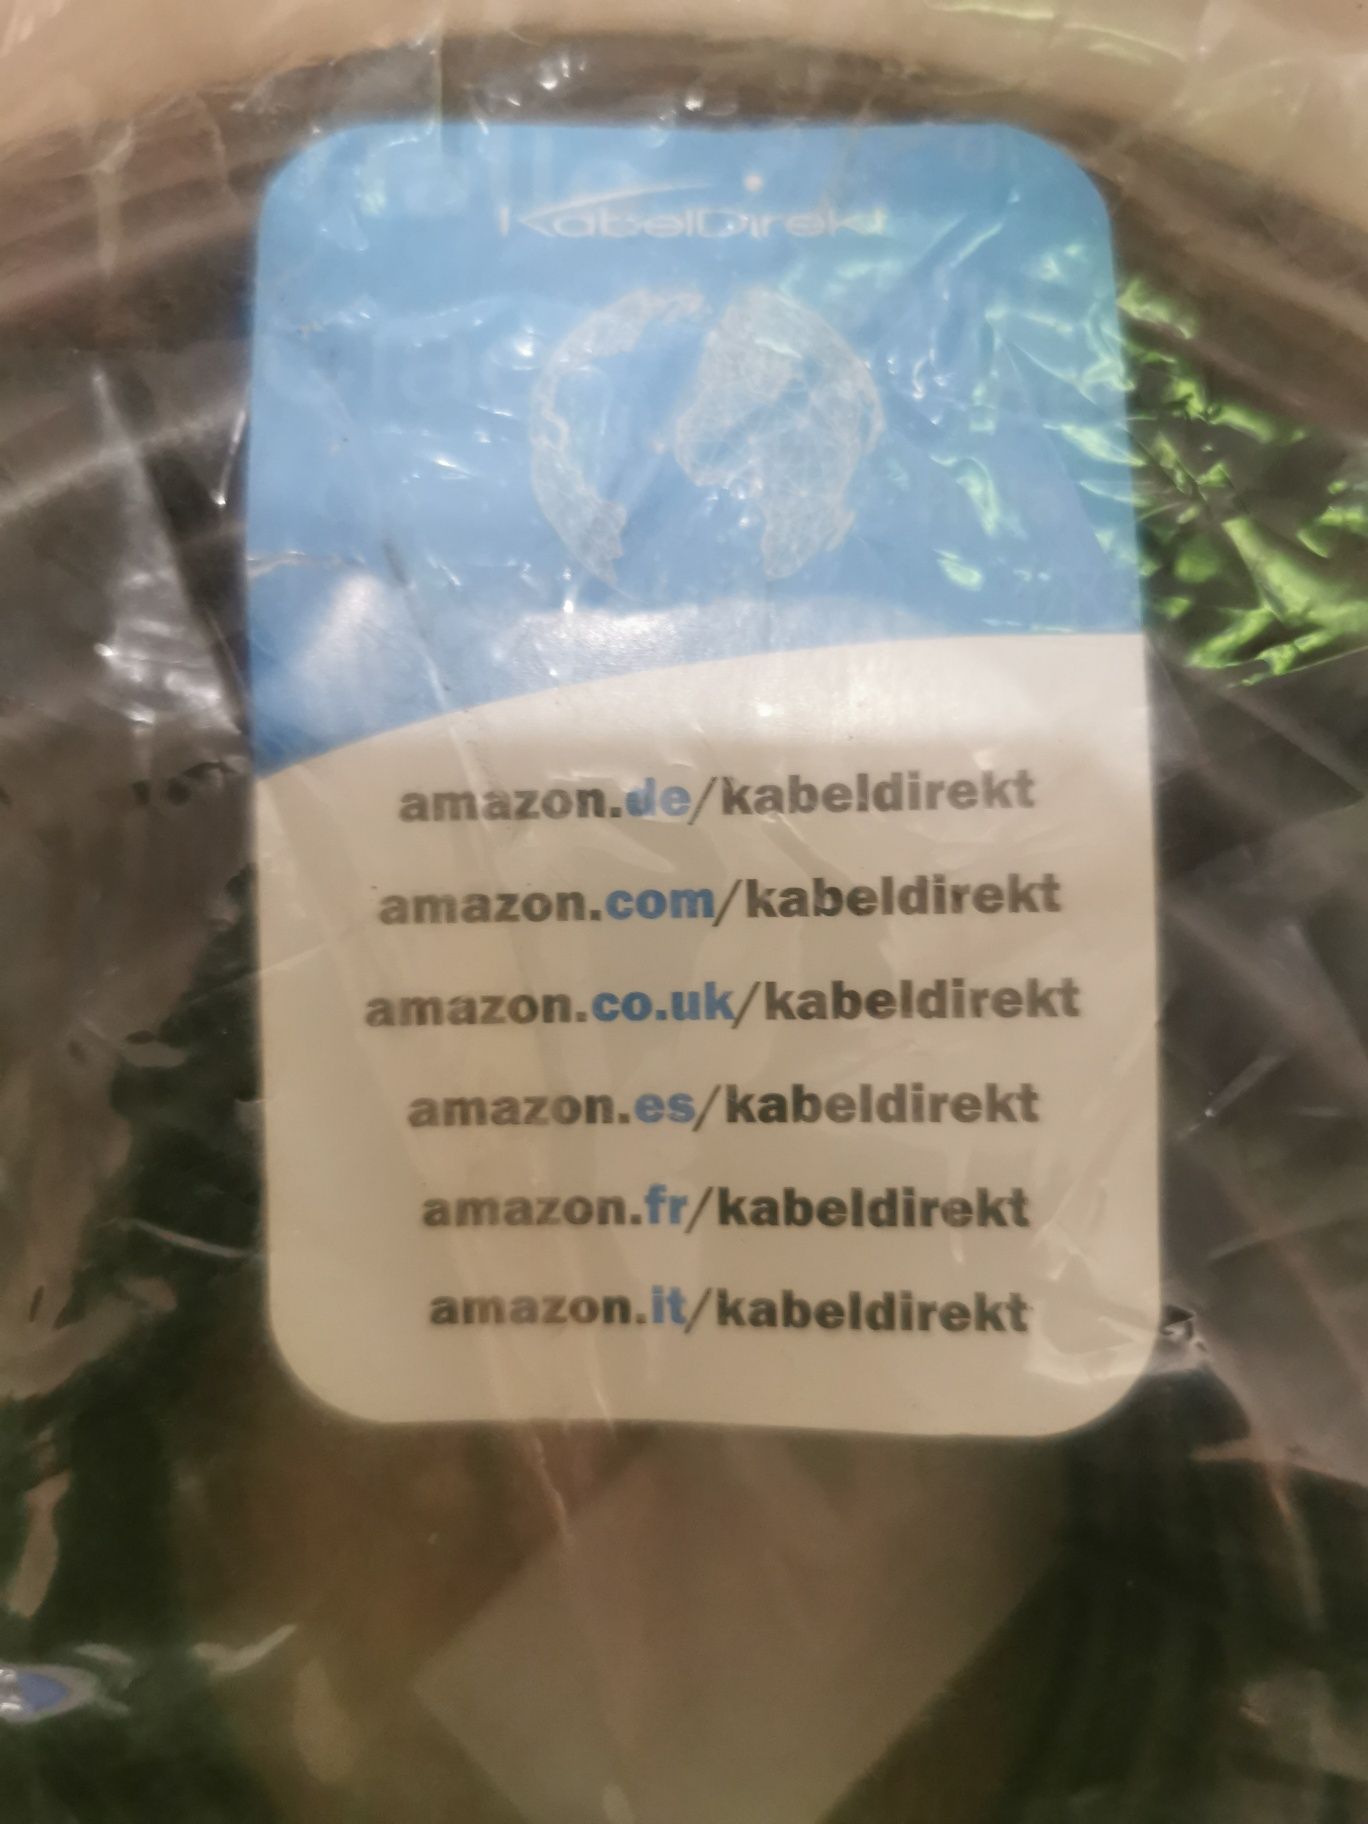 KabelDirekt
amazon.de/kabeldirekt
amazon.com/kabeldirekt
amazon.co.uk/kabeldirekt
amazon.es/kabeldirekt
amazon.fr/kabeldirekt
amazon.it/kabeldirekt